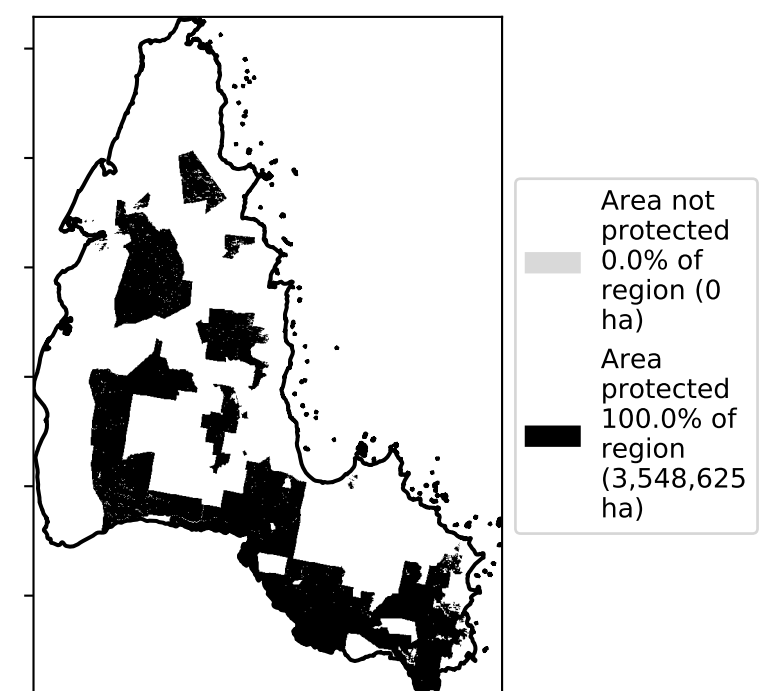 Area not
protected
0.0% of
region (0
ha)
Area
protected
100.0% of
region
(3,548,625
ha)